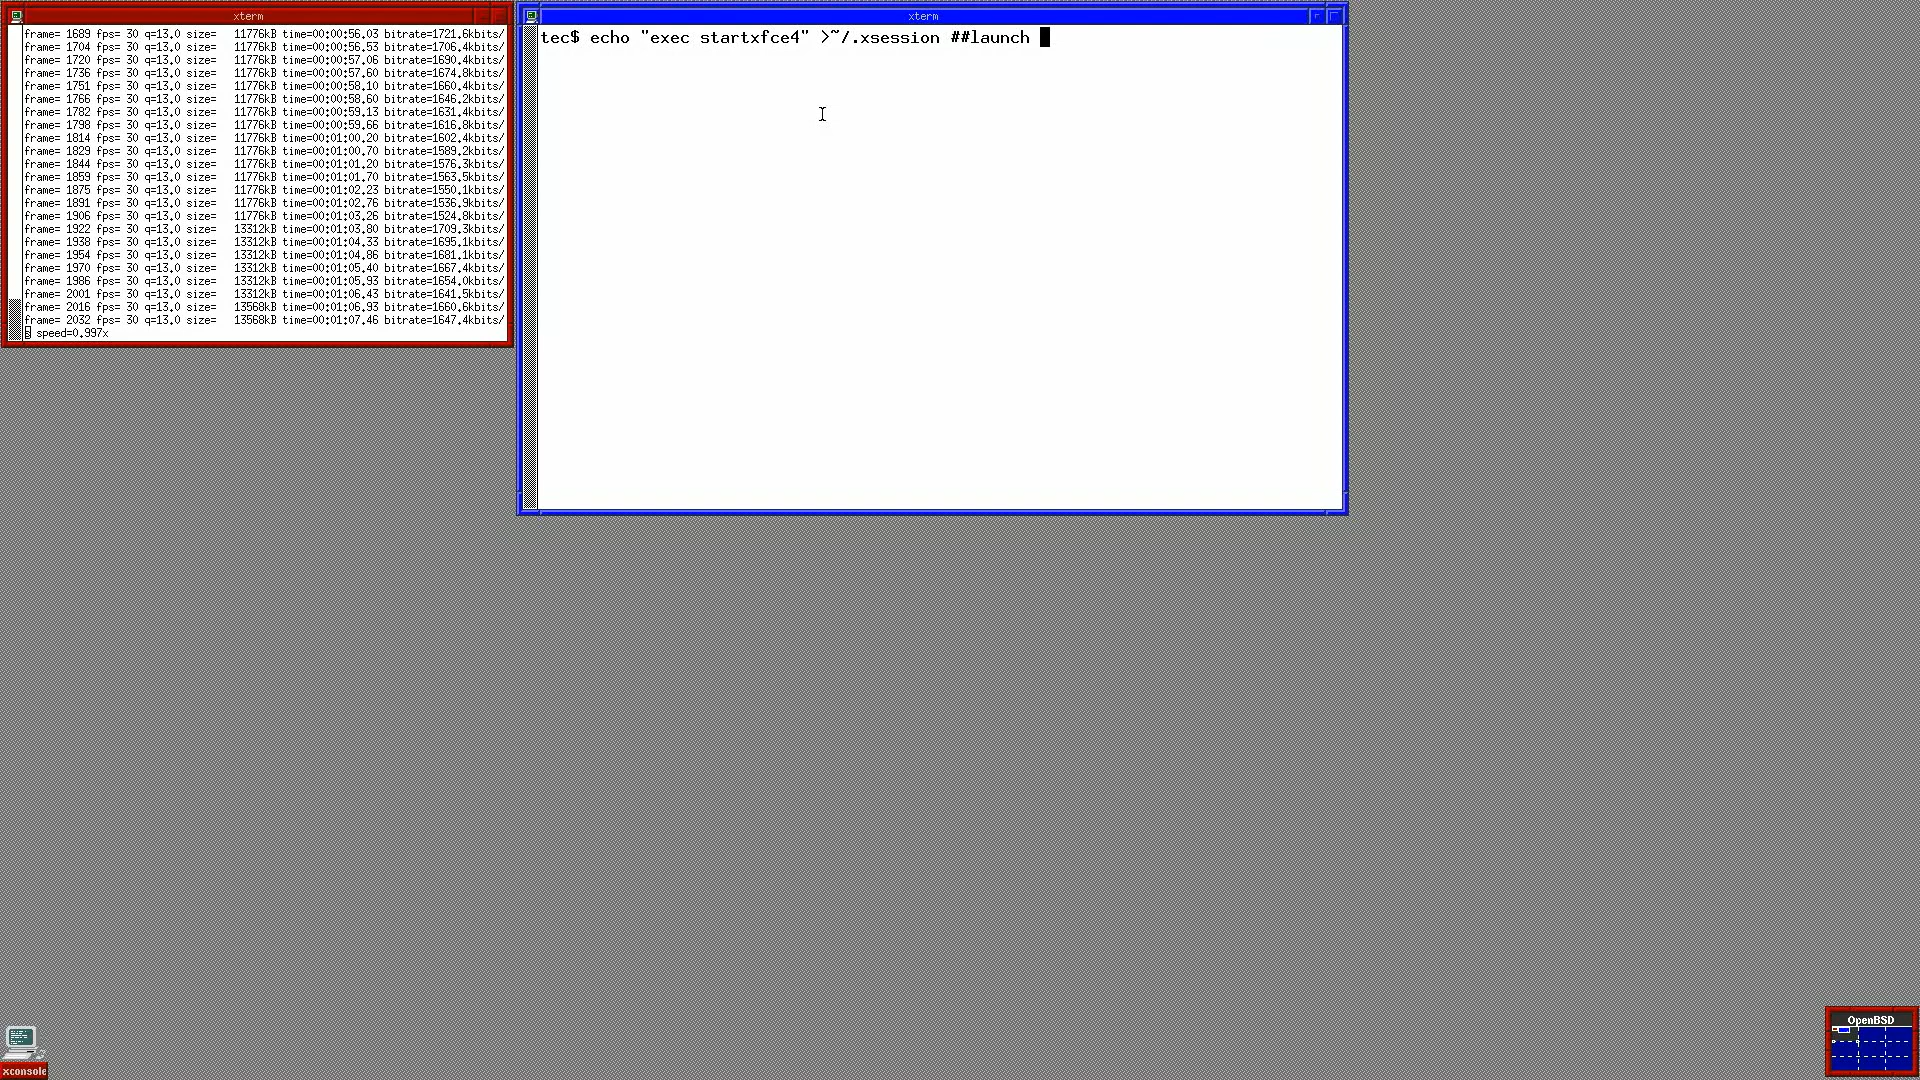 xterm
frame= 1689 fps= 30 q=13.0 size=   11776kB time=00:00:56.03 bitrate=1721.6kbits/
frame= 1704 fps= 30 q=13.0 size=   11776kB time=00:00:56.53 bitrate=1706.4kbits/
frame= 1720 fps= 30 q=13.0 size=   11776kB time=00:00:57.06 bitrate=1690.4kbits/
frame= 1736 fps= 30 q=13.0 size=   11776kB time=00:00:57.60 bitrate=1674.8kbits/
frame= 1751 fps= 30 q=13.0 size=   11776kB time=00:00:58.10 bitrate=1660.4kbits/
frame= 1766 fps= 30 q=13.0 size=   11776kB time=00:00:58.60 bitrate=1646.2kbits/
frame= 1782 fps= 30 q=13.0 size=   11776kB time=00:00:59.13 bitrate=1631.4kbits/
frame= 1798 fps= 30 q=13.0 size=   11776kB time=00:00:59.66 bitrate=1616.8kbits/
frame= 1814 fps= 30 q=13.0 size=   11776kB time=00:01:00.20 bitrate=1602.4kbits/
frame= 1829 fps= 30 q=13.0 size=   11776kB time=00:01:00.70 bitrate=1589.2kbits/
frame= 1844 fps= 30 q=13.0 size=   11776kB time=00:01:01.20 bitrate=1576.3kbits/
frame= 1859 fps= 30 q=13.0 size=   11776kB time=00:01:01.70 bitrate=1563.5kbits/
frame= 1875 fps= 30 q=13.0 size=   11776kB time=00:01:02.23 bitrate=1550.1kbits/
frame= 1891 fps= 30 q=13.0 size=   11776kB time=00:01:02.76 bitrate=1536.9kbits/
frame= 1906 fps= 30 q=13.0 size=   11776kB time=00:01:03.26 bitrate=1524.8kbits/
frame= 1922 fps= 30 q=13.0 size=   13312kB time=00:01:03.80 bitrate=1709.3kbits/
frame= 1938 fps= 30 q=13.0 size=   13312kB time=00:01:04.33 bitrate=1695.1kbits/
frame= 1954 fps= 30 q=13.0 size=   13312kB time=00:01:04.86 bitrate=1681.1kbits/
frame= 1970 fps= 30 q=13.0 size=   13312kB time=00:01:05.40 bitrate=1667.4kbits/
frame= 1986 fps= 30 q=13.0 size=   13312kB time=00:01:05.93 bitrate=1654.0kbits/
frame= 2001 fps= 30 q=13.0 size=   13312kB time=00:01:06.43 bitrate=1641.5kbits/
frame= 2016 fps= 30 q=13.0 size=   13568kB time=00:01:06.93 bitrate=1660.6kbits/
frame= 2032 fps= 30 q=13.0 size=   13568kB time=00:01:07.46 bitrate=1647.4kbits/
s speed=0.997x
xterm
tec$ echo "exec startxfce4" >~/.xsession ##launch
xconsole
OpenBSD